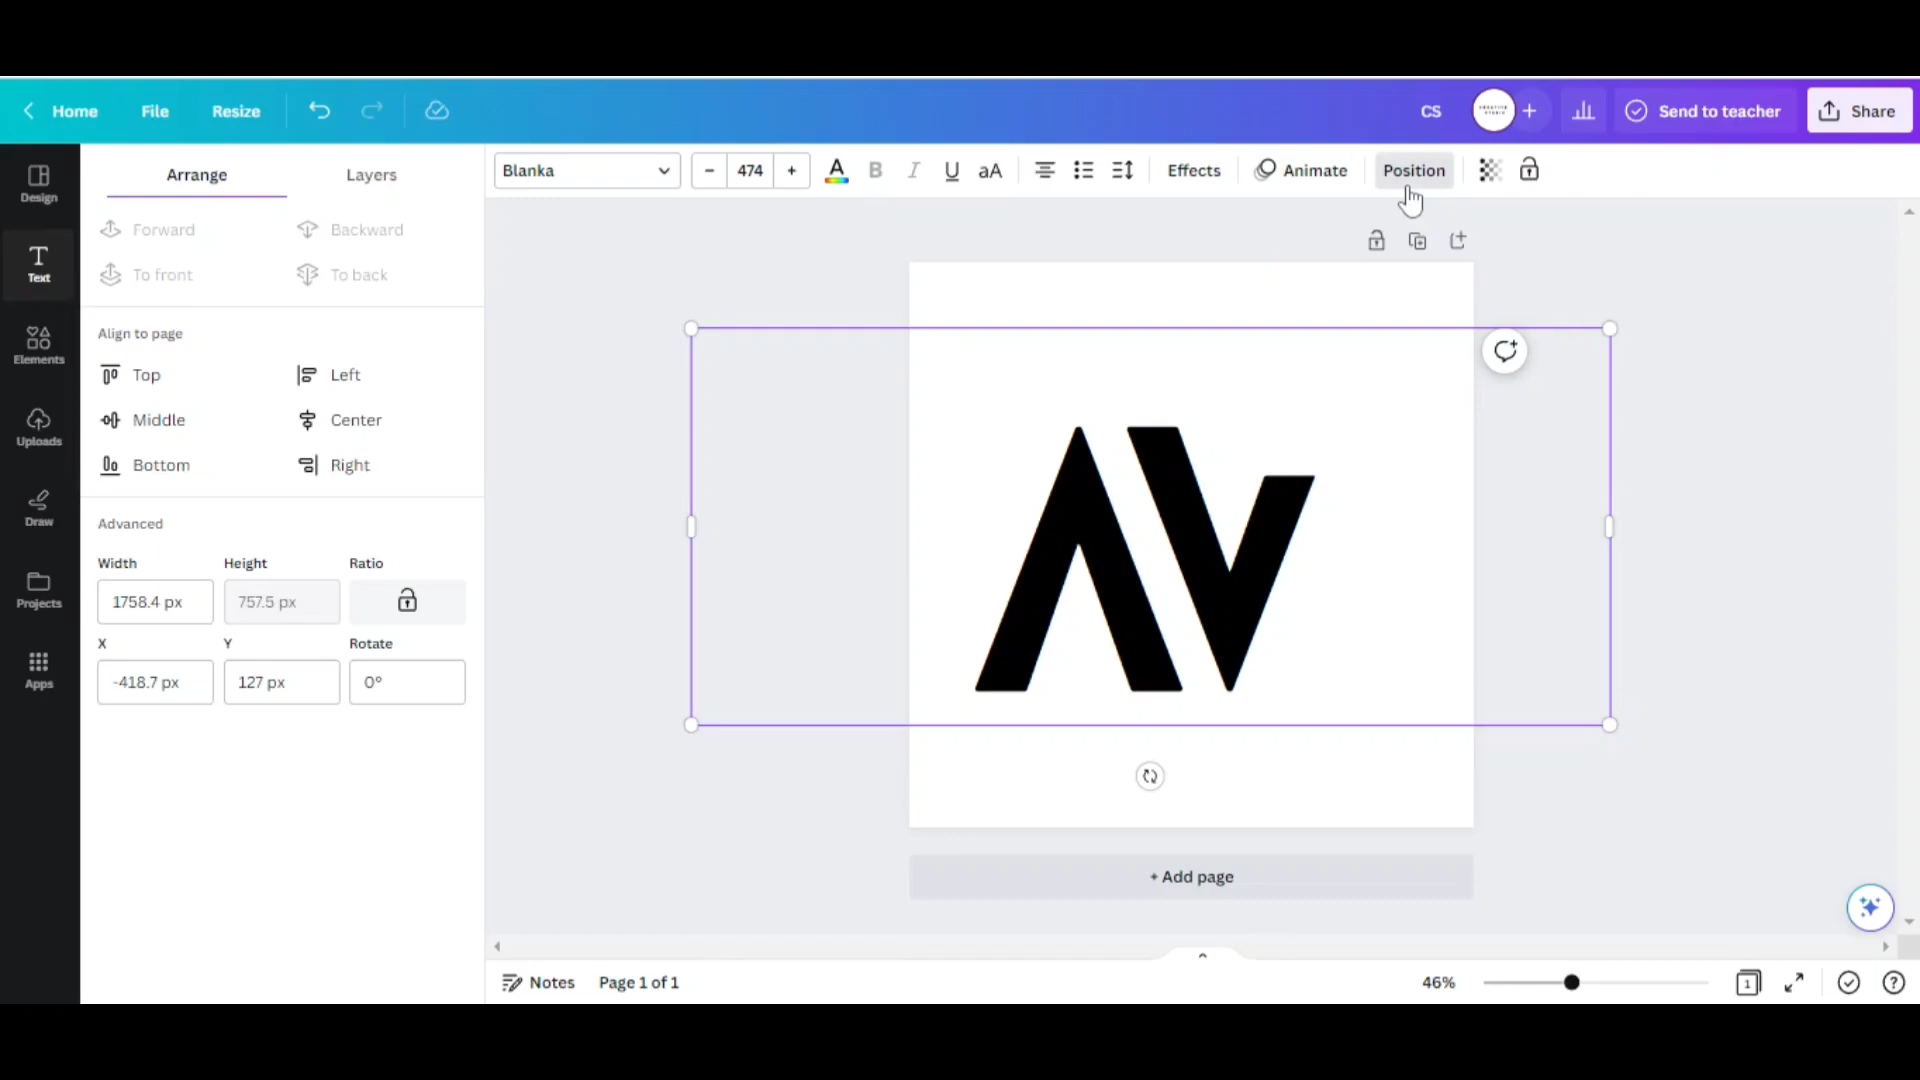 Home File Resize CS Send to teacher Share
Arrange Layers
Blanka 474 A B I U aA Effects Animate Position
Design
Forward Backward
Text
To front To back
Align to page
Elements
Top Left
Middle Center
Uploads
Bottom Right
Draw
Advanced
Width Height Ratio
Projects
1758.4 px 757.5 px
X Y Rotate
Apps
-418.7 px 127 px 0°
AV
+ Add page
Notes Page 1 of 1 46% 1 ?